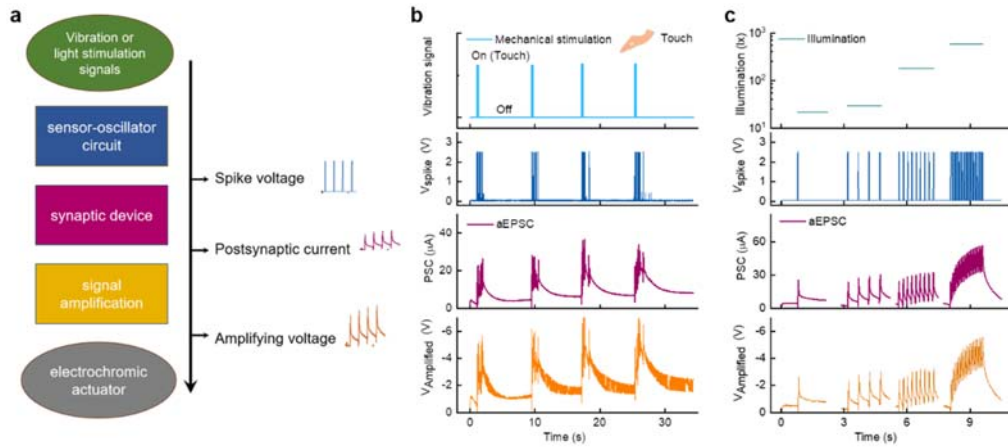 a
Vibration or
light stimulation
signals
sensor-oscillator
circuit
Spike voltage
synaptic device
Postsynaptic current
signal
amplification
Amplifying voltage
electrochromic
actuator
b
Mechanical stimulation
Touch
On (Touch)
Off
Vibration signal
3
2
1
0
Vspike (V)
aEPSC
40
20
0
PSC (μA)
-6
-4
-2
0
VAmplified (V)
0 10 20 30
Time (s)
c
Illumination
10³
10²
10¹
Illumination (lx)
3
2
1
0
Vspike (V)
aEPSC
60
30
0
PSC (μA)
-6
-4
-2
0
VAmplified (V)
0 3 6 9
Time (s)